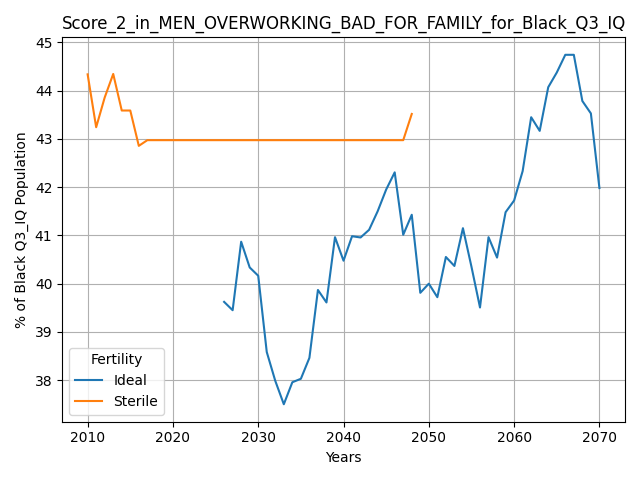 Score_2_in_MEN_OVERWORKING_BAD_FOR_FAMILY_for_Black_Q3_IQ
45
44
43
42
41
40
39
38
% of Black Q3_IQ Population
Fertility
Ideal
Sterile
2010 2020 2030 2040 2050 2060 2070
Years